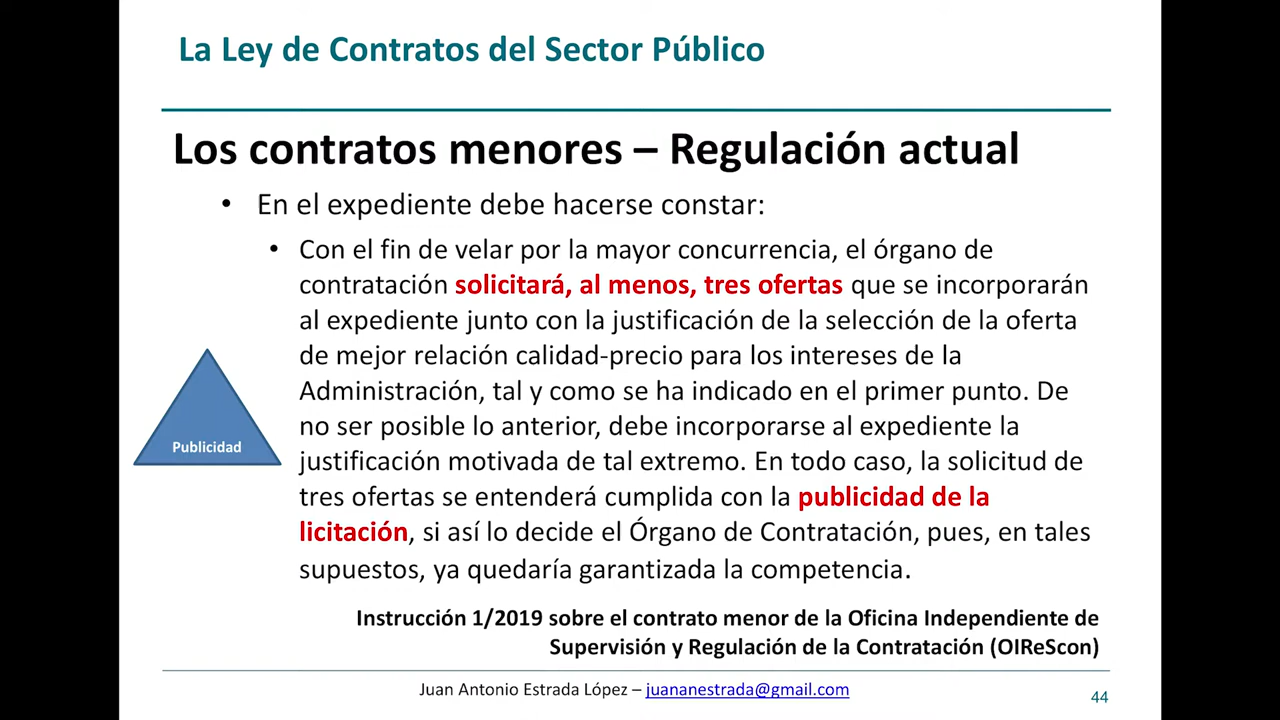 La Ley de Contratos del Sector Público
Los contratos menores – Regulación actual
• En el expediente debe hacerse constar:
• Con el fin de velar por la mayor concurrencia, el órgano de
contratación solicitará, al menos, tres ofertas que se incorporarán
al expediente junto con la justificación de la selección de la oferta
de mejor relación calidad-precio para los intereses de la
Administración, tal y como se ha indicado en el primer punto. De
no ser posible lo anterior, debe incorporarse al expediente la
justificación motivada de tal extremo. En todo caso, la solicitud de
tres ofertas se entenderá cumplida con la publicidad de la
licitación, si así lo decide el Órgano de Contratación, pues, en tales
supuestos, ya quedaría garantizada la competencia.
Publicidad
Instrucción 1/2019 sobre el contrato menor de la Oficina Independiente de
Supervisión y Regulación de la Contratación (OIReScon)
Juan Antonio Estrada López – juananestrada@gmail.com
44